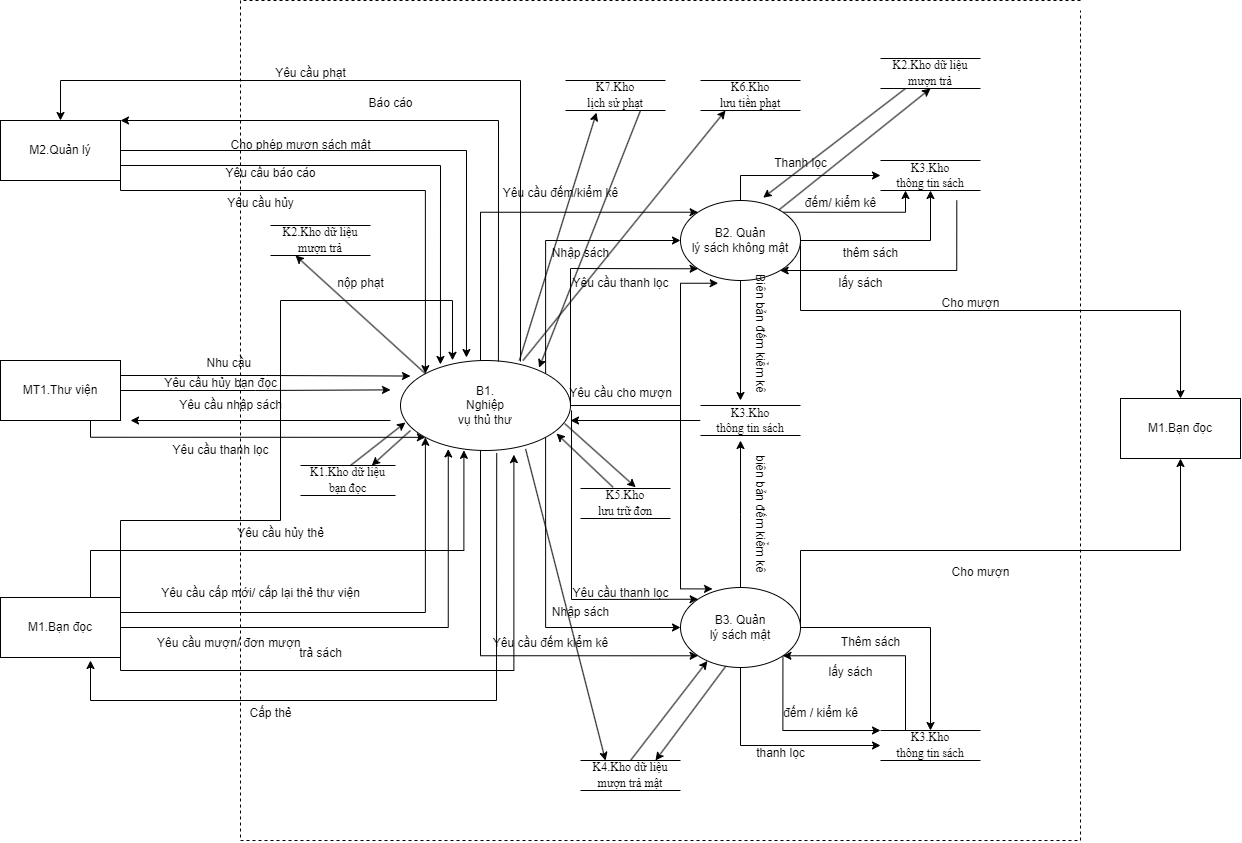 Yêu cầu phạt
Báo cáo
K7.Kho
lịch sử phạt
K6.Kho
lưu tiền phạt
K2.Kho dữ liệu
mượn trả
M2.Quản lý
Cho phép mươn sách mât
Yêu cầu báo cáo
Yêu cầu hủy
Yêu cầu đếm/kiểm kê
Thanh lọc
K3.Kho
thông tin sách
đếm/ kiểm kê
K2.Kho dữ liệu
mượn trả
B2. Quản
lý sách không mật
Nhập sách
thêm sách
nộp phạt
Yêu cầu thanh lọc
lấy sách
Biên bẵn đếm kiểm kê
Cho mượn
Nhu cầu
Yêu cầu hủy bạn đọc
MT1.Thư viện
Yêu cầu nhập sách
B1.
Nghiệp
vụ thủ thư
Yêu cầu cho mượn
K3.Kho
thông tin sách
M1.Bạn đọc
Yêu cầu thanh lọc
K1.Kho dữ liệu
bạn đọc
K5.Kho
lưu trữ đơn
biên bẵn đếm kiểm kê
Yêu cầu hủy thẻ
Cho mượn
Yêu cầu cấp mới/ cấp lại thẻ thư viện
Yêu cầu thanh lọc
Nhập sách
M1.Bạn đọc
B3. Quản
lý sách mật
Yêu cầu mượn/ đơn mượn
trả sách
Yêu cầu đếm kiểm kê
Thêm sách
lấy sách
Cấp thẻ
đếm / kiểm kê
K3.Kho
thông tin sách
thanh lọc
K4.Kho dữ liệu
mượn trả mật